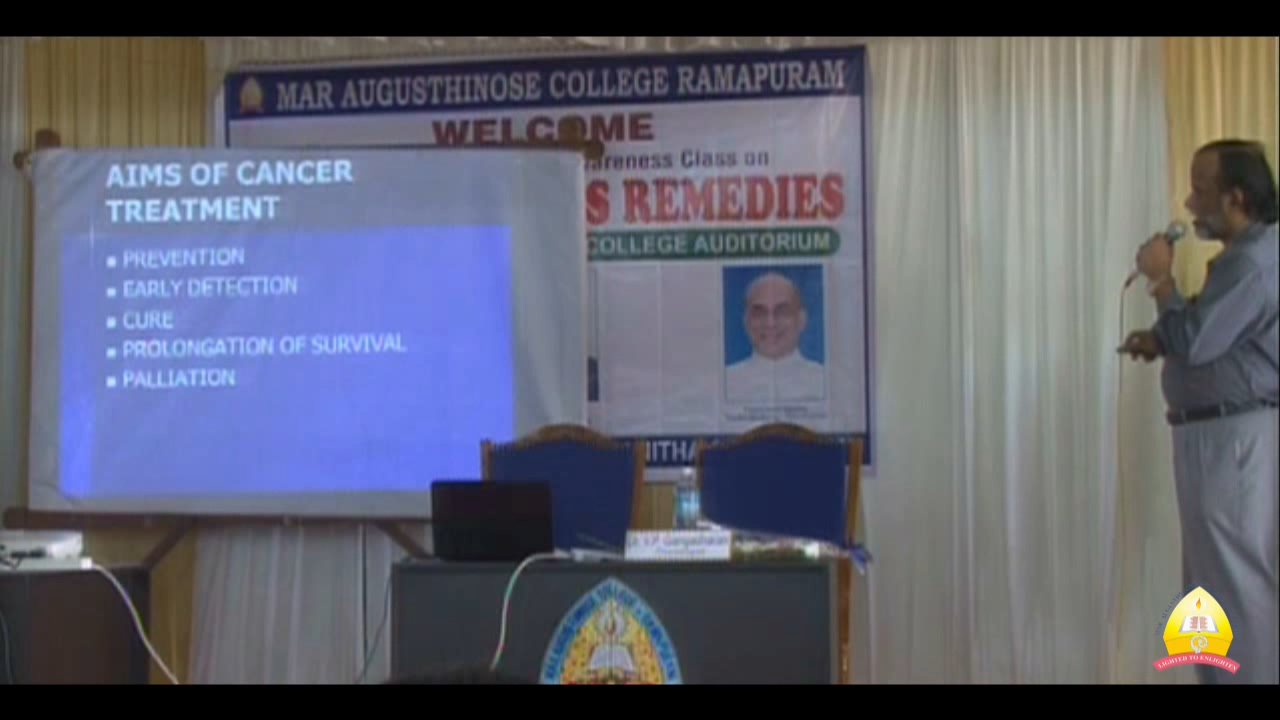 MAR AUGUSTHINOSE COLLEGE RAMAPURAM
WELCOME
Class on
S REMEDIES
COLLEGE AUDITORIUM
AIMS OF CANCER
TREATMENT
▪ PREVENTION
▪ EARLY DETECTION
▪ CURE
▪ PROLONGATION OF SURVIVAL
▪ PALLIATION
LIGHTED TO ENLIGHTEN